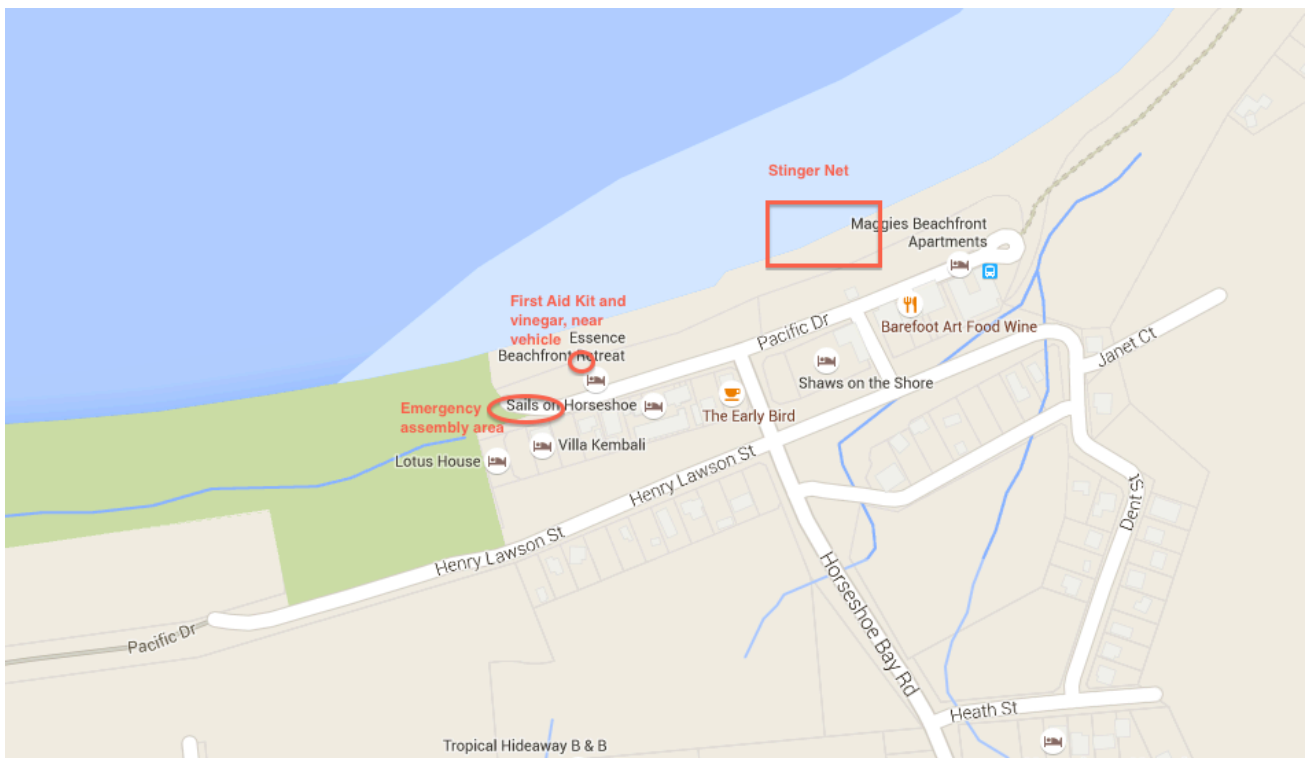 Stinger Net
Maggies Beachfront
Apartments
First Aid Kit and
vinegar, near
vehicle
Essence
Beachfront Retreat
Pacific Dr
Barefoot Art Food Wine
Janet Ct
Shaws on the Shore
Emergency
assembly area
Sails on Horseshoe
The Early Bird
Villa Kembali
Lotus House
Henry Lawson St
Henry Lawson St
Dent St
Horseshoe Bay Rd
Pacific Dr
Heath St
Tropical Hideaway B & B